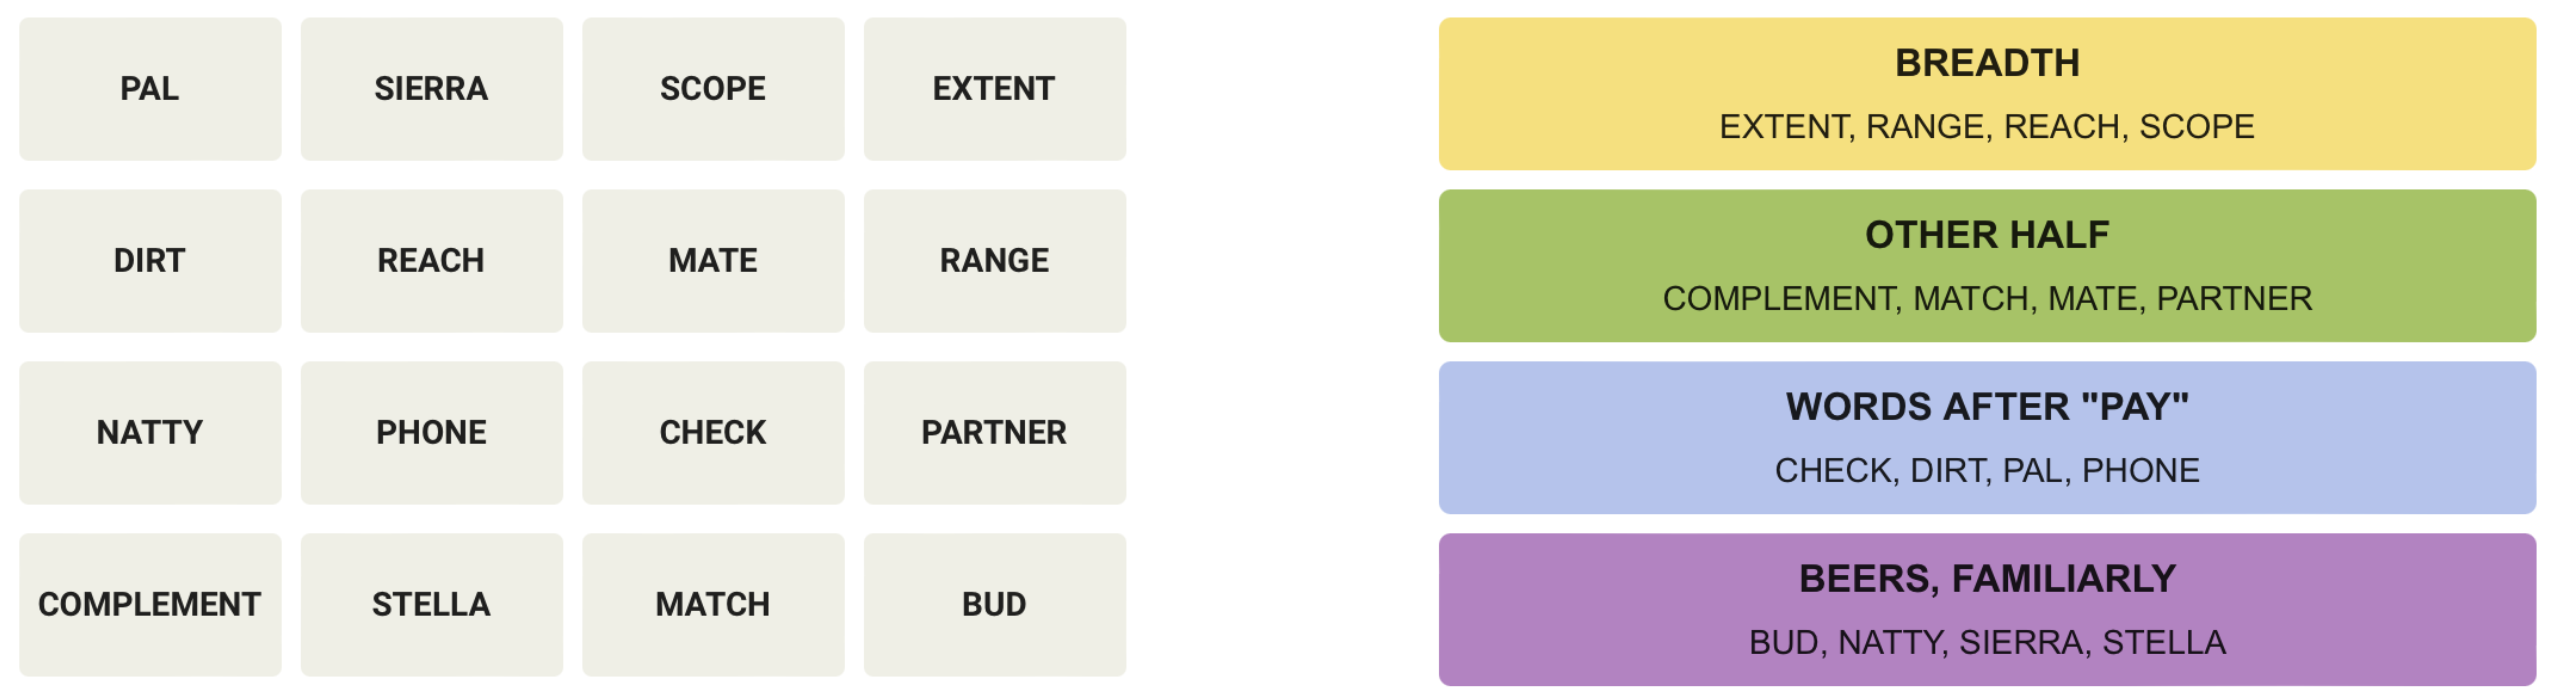 PAL SIERRA SCOPE EXTENT
DIRT REACH MATE RANGE
NATTY PHONE CHECK PARTNER
COMPLEMENT STELLA MATCH BUD
BREADTH
EXTENT, RANGE, REACH, SCOPE
OTHER HALF
COMPLEMENT, MATCH, MATE, PARTNER
WORDS AFTER "PAY"
CHECK, DIRT, PAL, PHONE
BEERS, FAMILIARLY
BUD, NATTY, SIERRA, STELLA